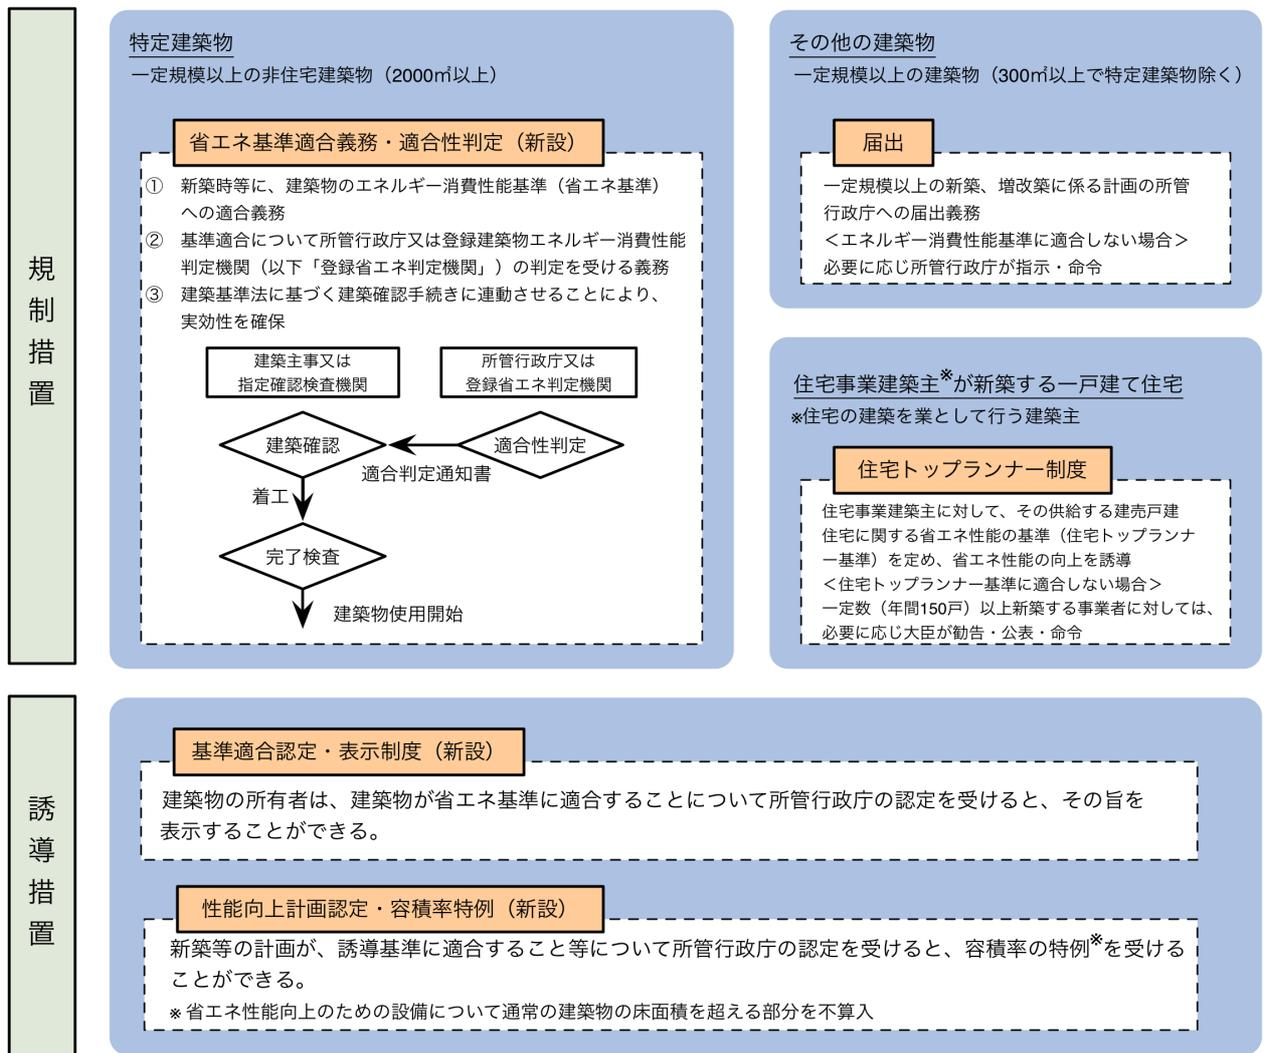 規制措置
特定建築物
一定規模以上の非住宅建築物（2000㎡以上）
省エネ基準適合義務・適合性判定（新設）
① 新築時等に、建築物のエネルギー消費性能基準（省エネ基準）
への適合義務
② 基準適合について所管行政庁又は登録建築物エネルギー消費性能
判定機関（以下「登録省エネ判定機関」）の判定を受ける義務
③ 建築基準法に基づく建築確認手続きに連動させることにより、
実効性を確保
建築主事又は
指定確認検査機関
所管行政庁又は
登録省エネ判定機関
建築確認
適合性判定
適合判定通知書
着工
完了検査
建築物使用開始
その他の建築物
一定規模以上の建築物（300㎡以上で特定建築物除く）
届出
一定規模以上の新築、増改築に係る計画の所管
行政庁への届出義務
＜エネルギー消費性能基準に適合しない場合＞
必要に応じ所管行政庁が指示・命令
住宅事業建築主※が新築する一戸建て住宅
※住宅の建築を業として行う建築主
住宅トップランナー制度
住宅事業建築主に対して、その供給する建売戸建
住宅に関する省エネ性能の基準（住宅トップランナ
ー基準）を定め、省エネ性能の向上を誘導
＜住宅トップランナー基準に適合しない場合＞
一定数（年間150戸）以上新築する事業者に対しては、
必要に応じ大臣が勧告・公表・命令
誘導措置
基準適合認定・表示制度（新設）
建築物の所有者は、建築物が省エネ基準に適合することについて所管行政庁の認定を受けると、その旨を
表示することができる。
性能向上計画認定・容積率特例（新設）
新築等の計画が、誘導基準に適合すること等について所管行政庁の認定を受けると、容積率の特例※を受ける
ことができる。
※ 省エネ性能向上のための設備について通常の建築物の床面積を超える部分を不算入